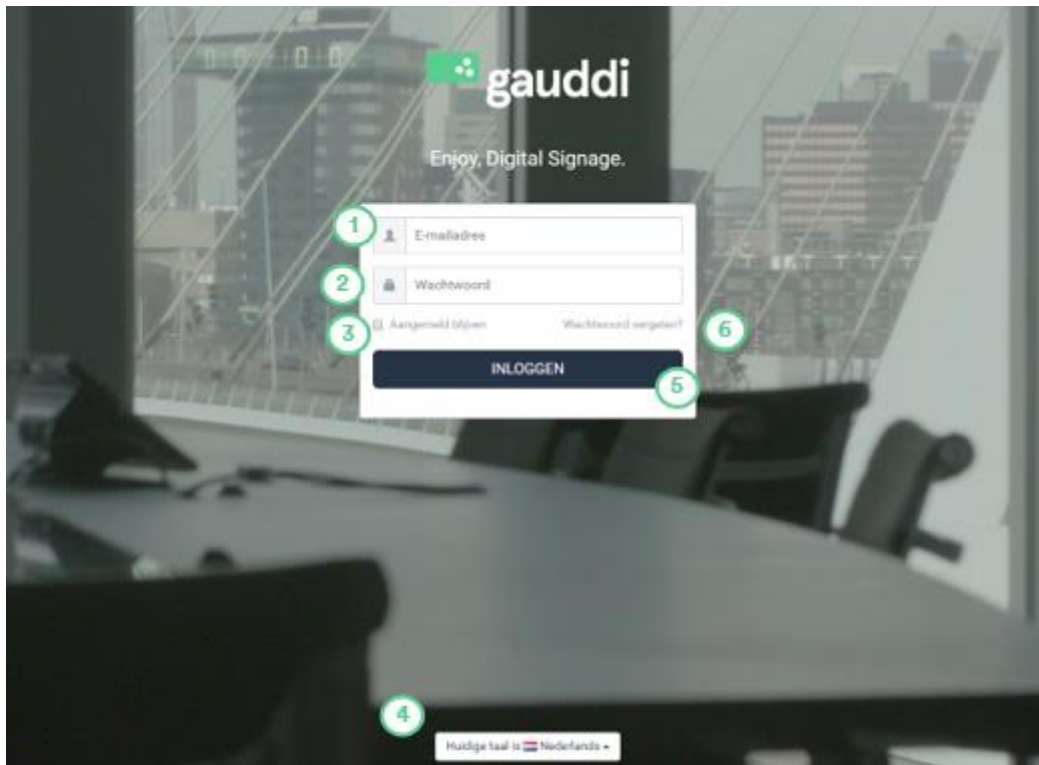 gauddi
Enjoy, Digital Signage.
1 E-mailadree
2 Wachtwoord
3 Aangemeld blijven Wachtwoord vergeten? 6
INLOGGEN
5
4
Huidige taal is Nederlands